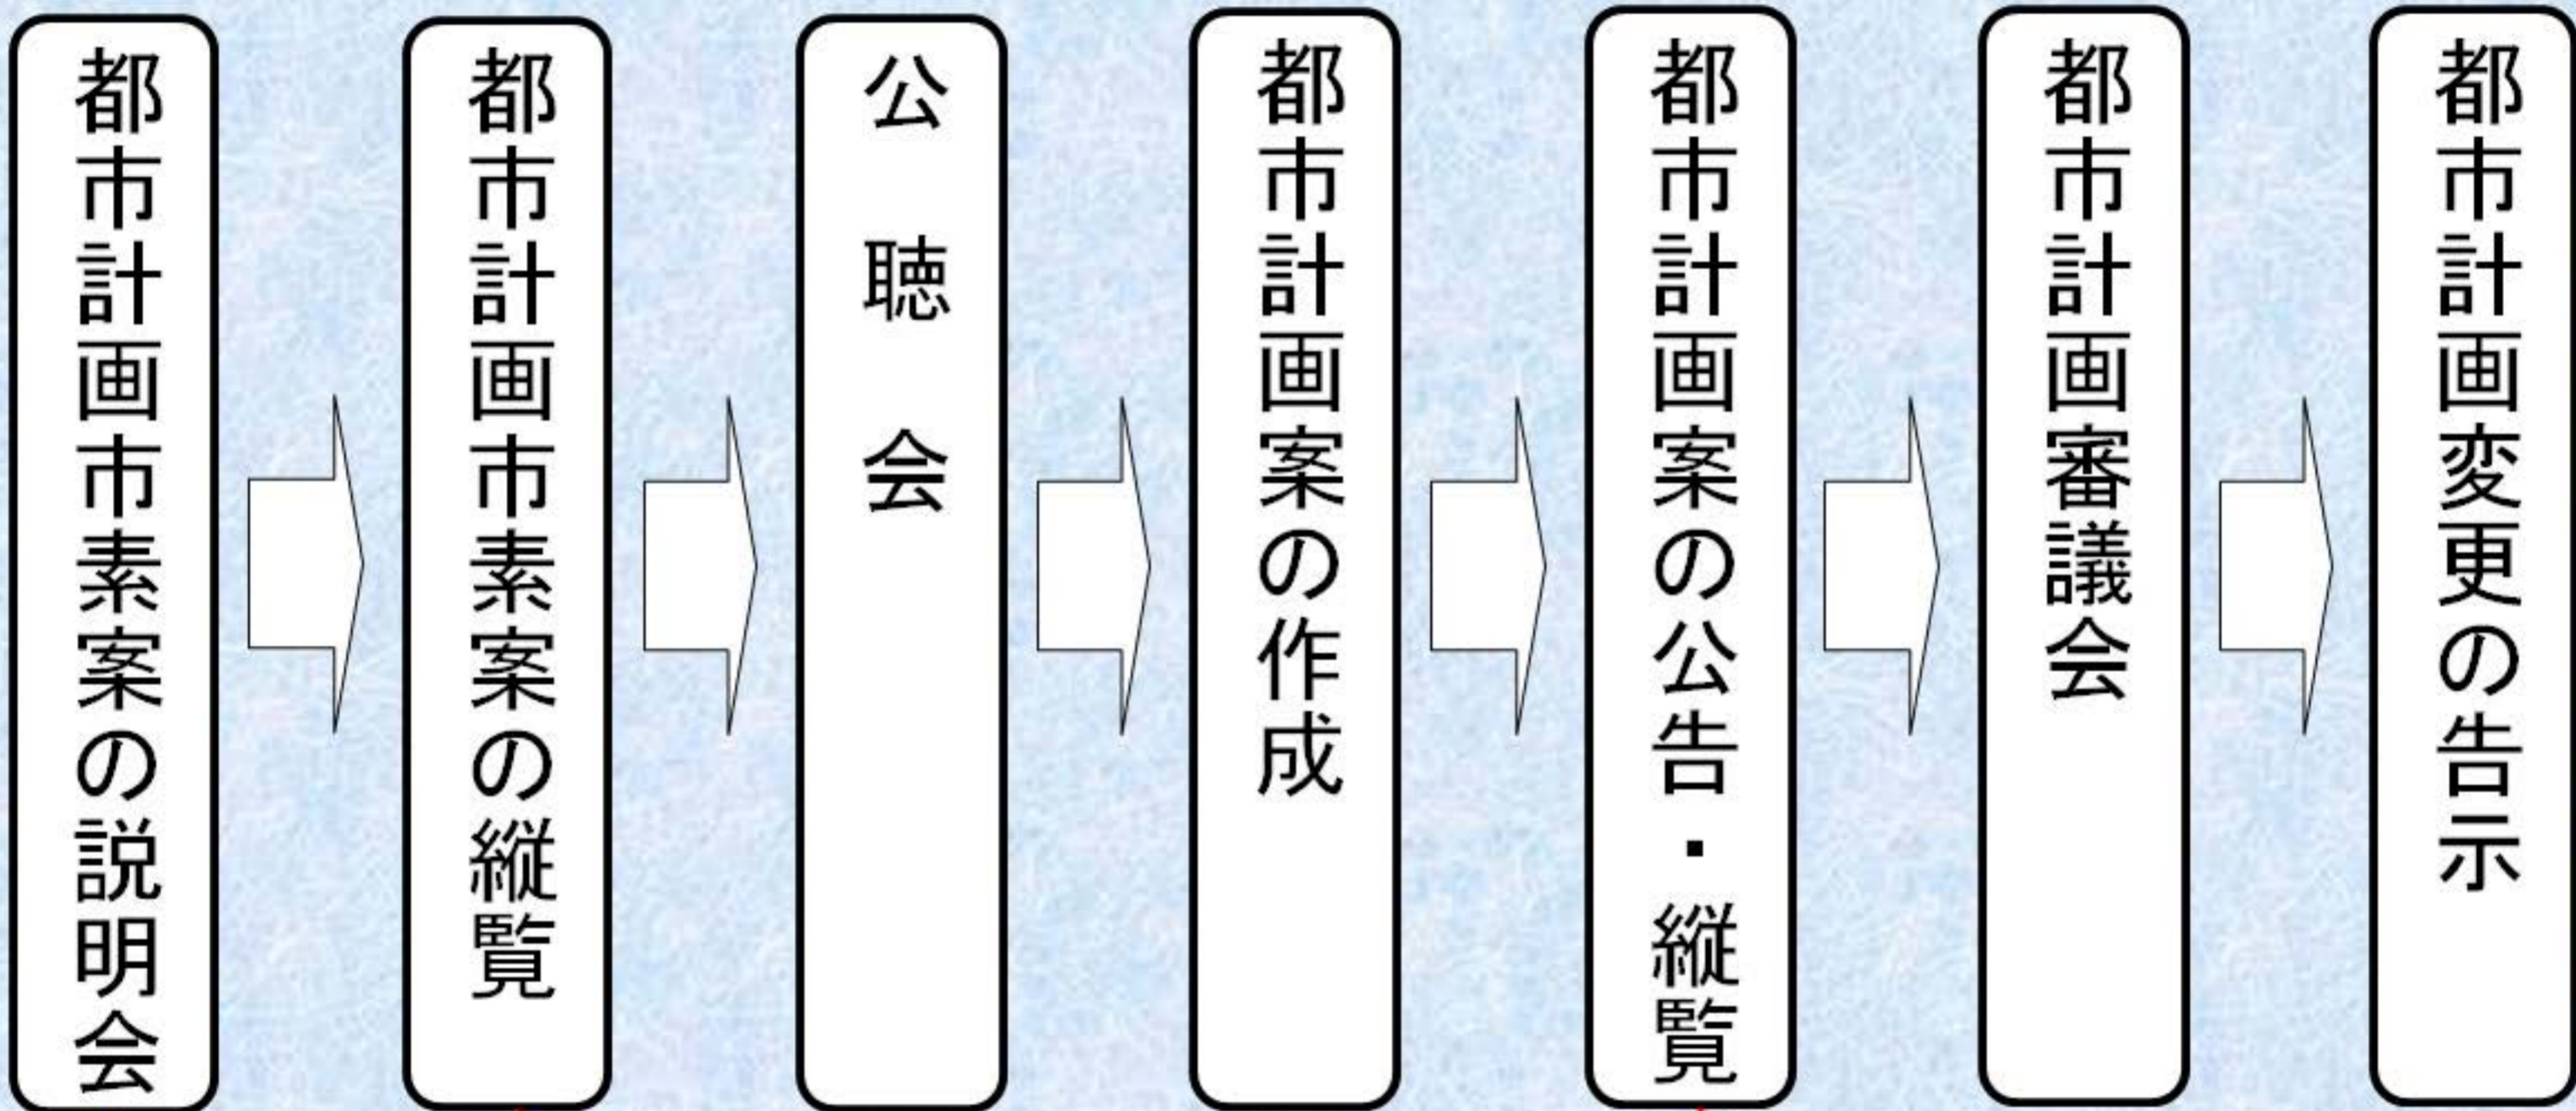 都市計画市素案の説明会
都市計画市素案の縦覧
公聴会
都市計画案の作成
都市計画案の公告・縦覧
都市計画審議会
都市計画変更の告示